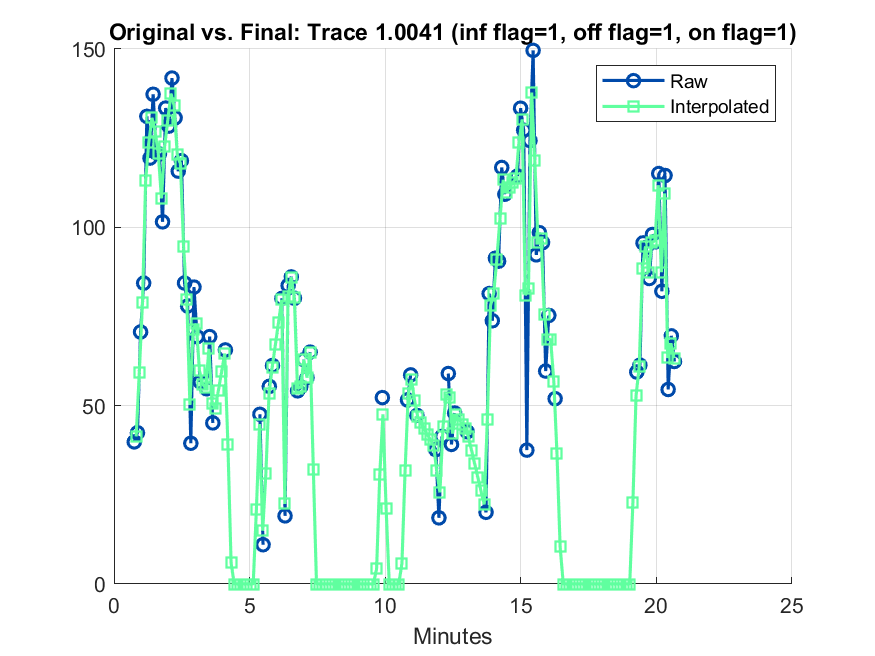 Original vs. Final: Trace 1.0041 (inf flag=1, off flag=1, on flag=1)
150
100
50
0
Raw
Interpolated
0 5 10 15 20 25
Minutes